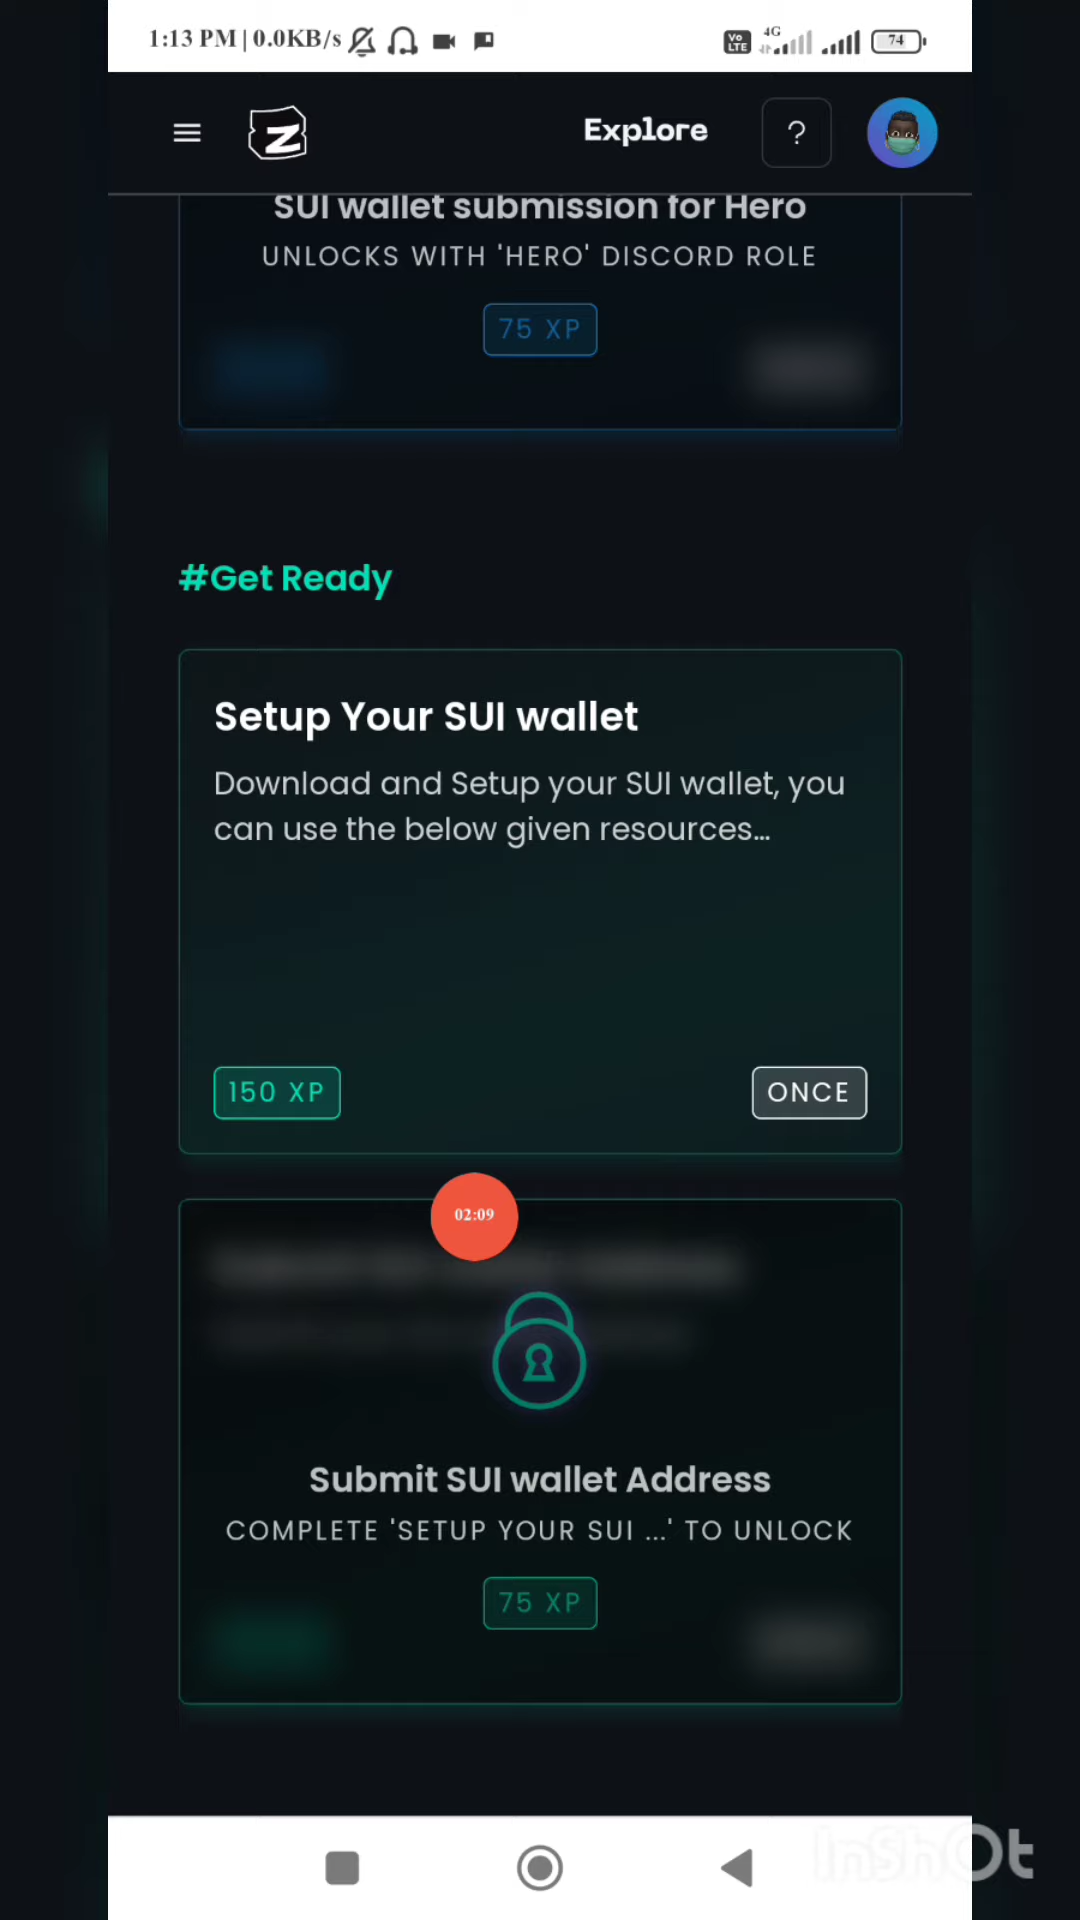 1:13 PM | 0.0KB/s
Vo LTE 4G 74
Z Explore ?
SUI wallet submission for Hero
UNLOCKS WITH 'HERO' DISCORD ROLE
75 XP
#Get Ready
Setup Your SUI wallet
Download and Setup your SUI wallet, you
can use the below given resources...
150 XP ONCE
02:09
Submit SUI wallet Address
COMPLETE 'SETUP YOUR SUI ...' TO UNLOCK
75 XP
InShOt